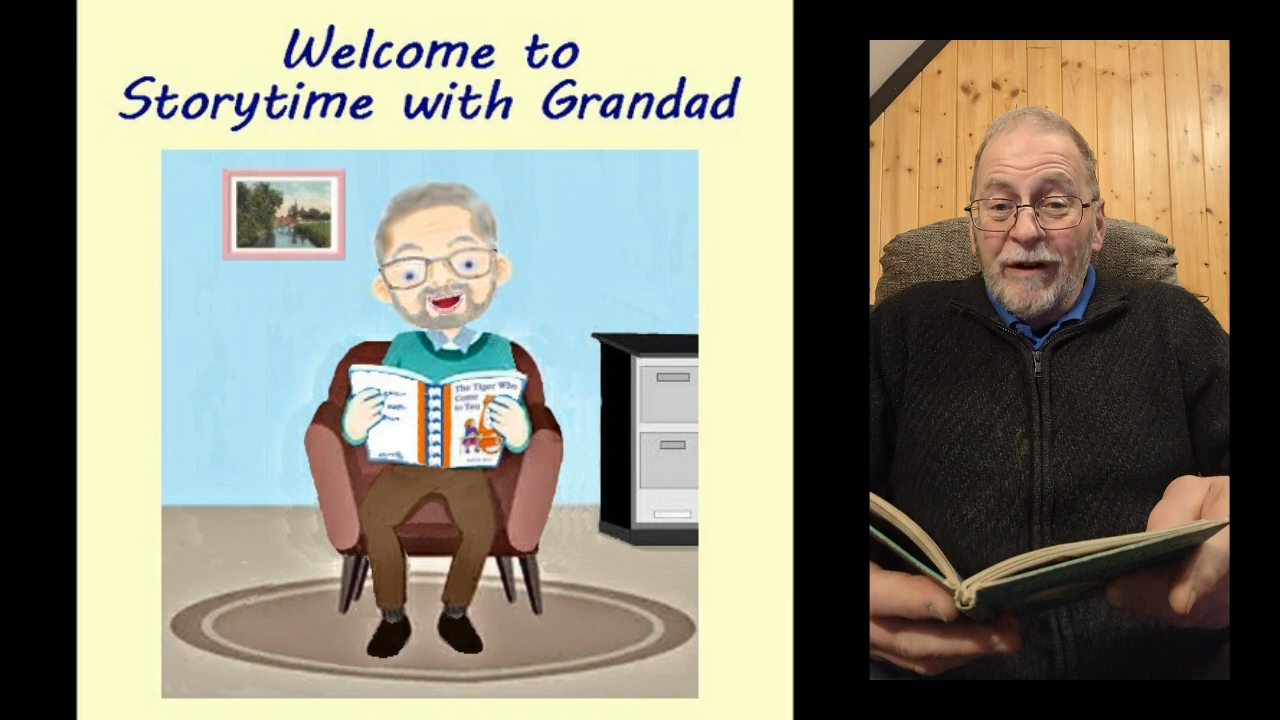 Welcome to
Storytime with Grandad
The Tiger Who
Came
to Tea